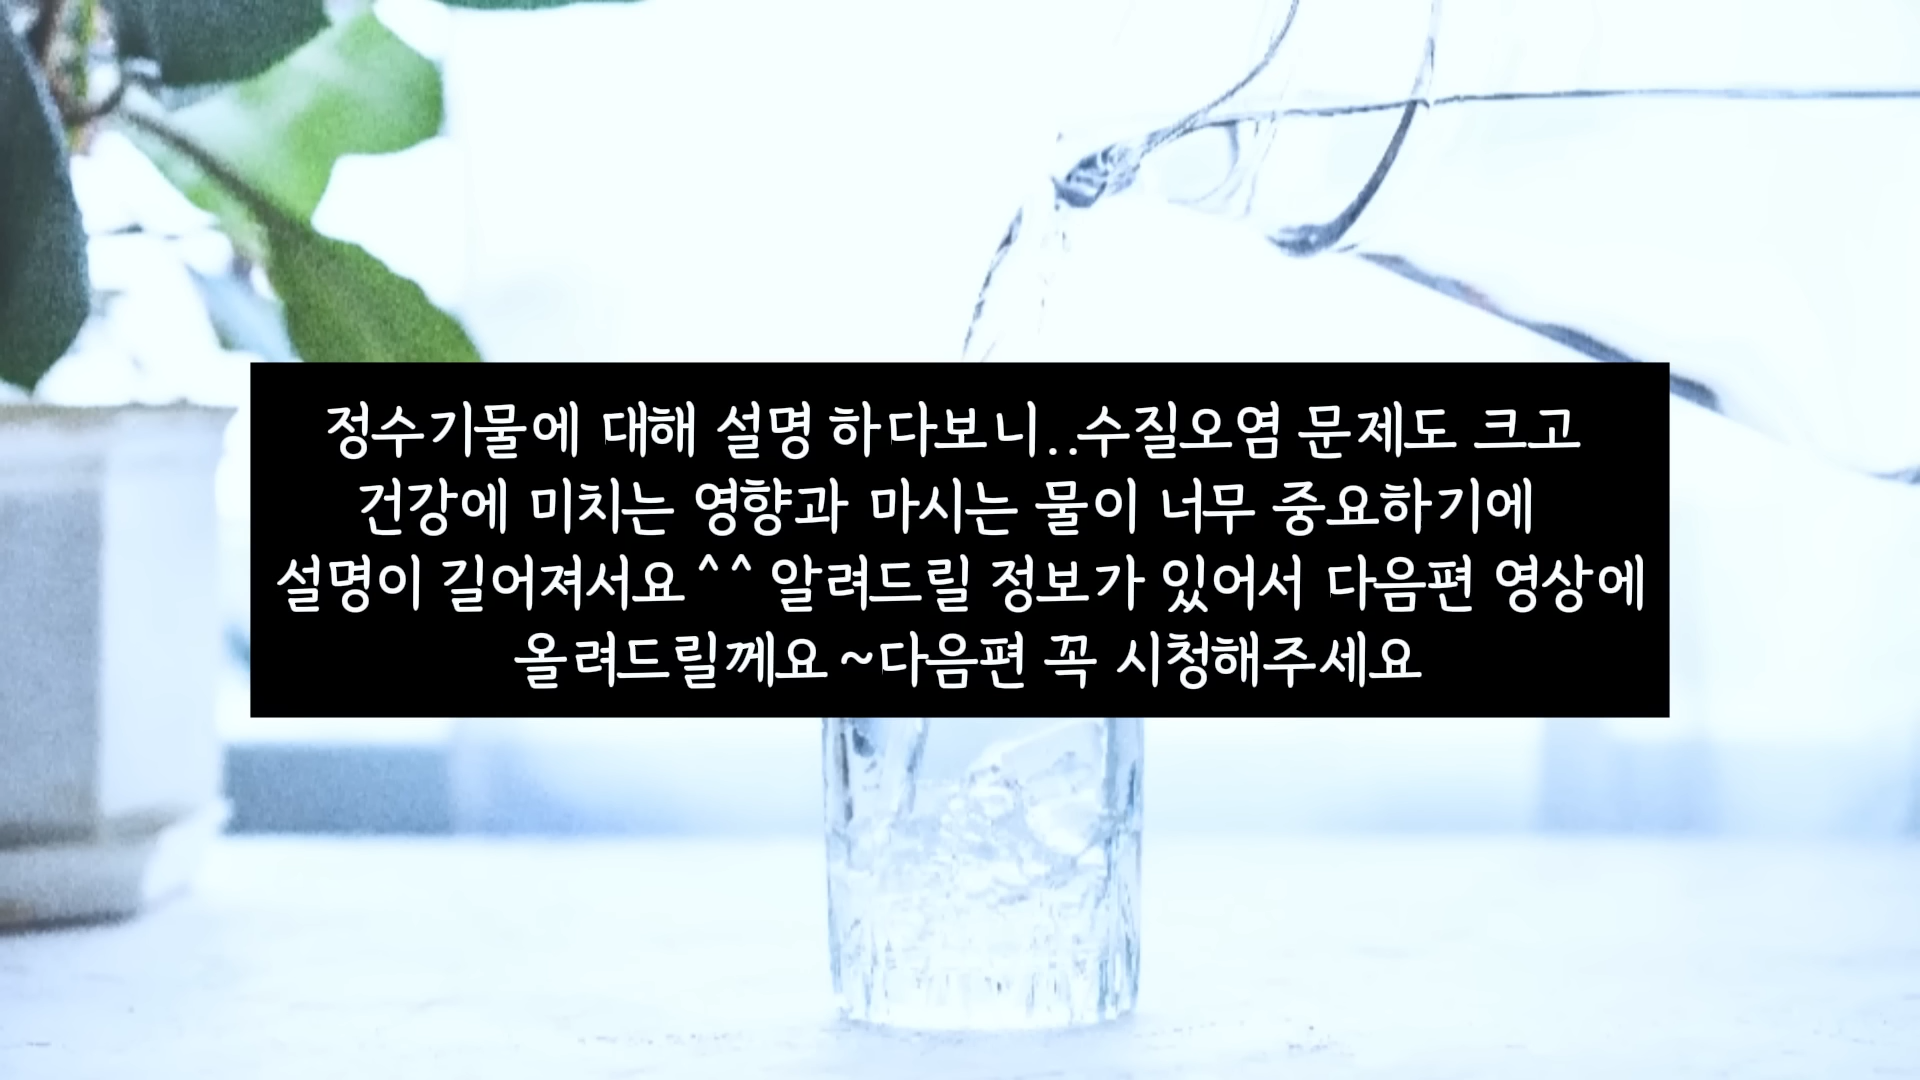 정수기물에 대해 설명 하다보니..수질오염 문제도 크고
건강에 미치는 영향과 마시는 물이 너무 중요하기에
설명이 길어져서요^^ 알려드릴 정보가 있어서 다음편 영상에
올려드릴께요~다음편 꼭 시청해주세요